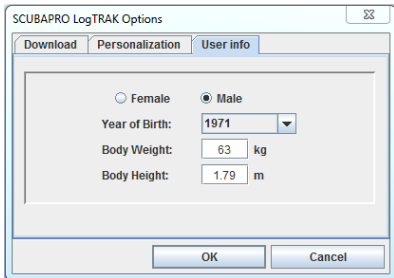 SCUBAPRO LogTRAK Options
Download Personalization User info
Female Male
Year of Birth: 1971
Body Weight: 63 kg
Body Height: 1.79 m
OK Cancel